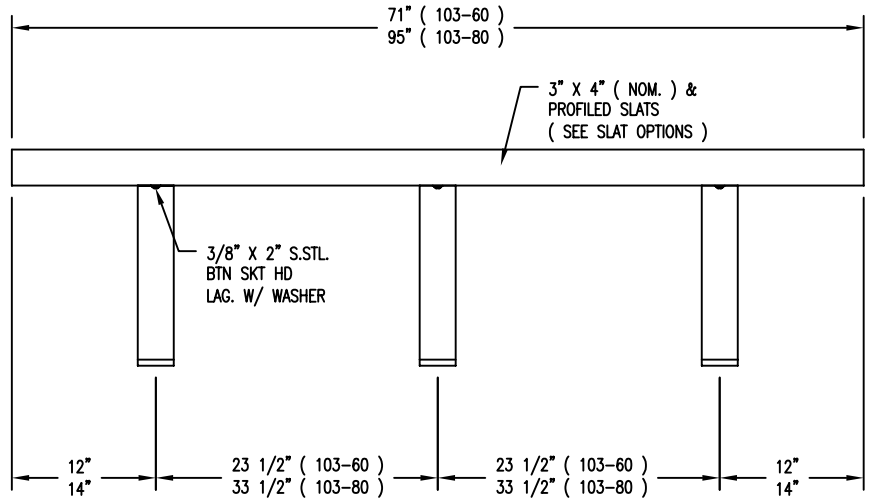 71" ( 103-60 )
95" ( 103-80 )
3" X 4" ( NOM. ) &
PROFILED SLATS
( SEE SLAT OPTIONS )
3/8" X 2" S.STL.
BTN SKT HD
LAG. W/ WASHER
12"
14"
23 1/2" ( 103-60 )
33 1/2" ( 103-80 )
23 1/2" ( 103-60 )
33 1/2" ( 103-80 )
12"
14"